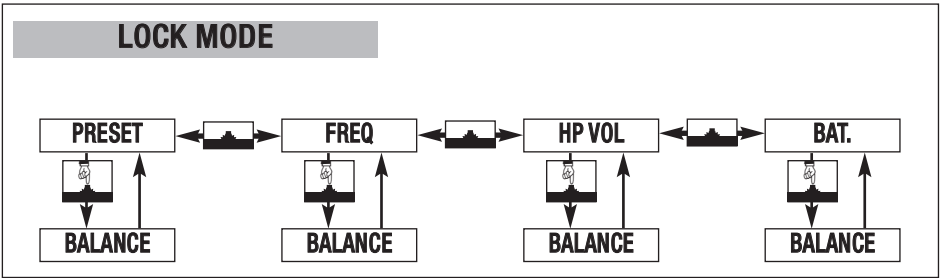 LOCK MODE
PRESET FREQ HP VOL BAT.
BALANCE BALANCE BALANCE BALANCE